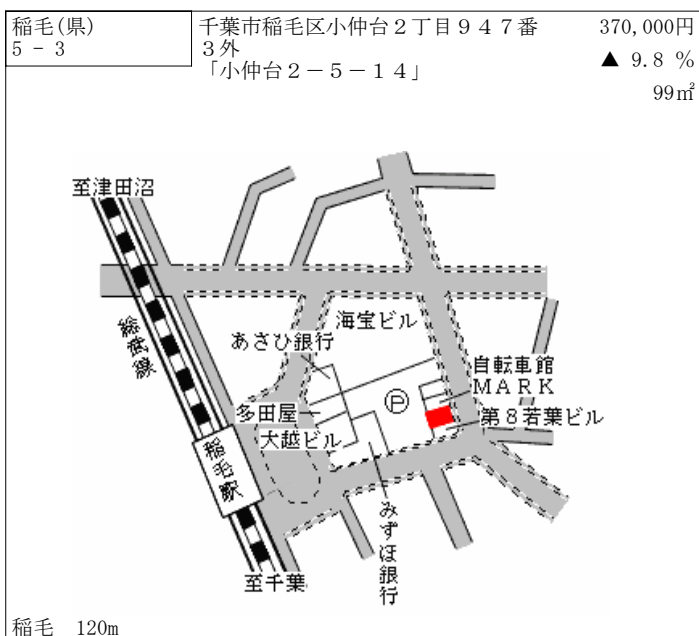 稲毛(県)
5 - 3
千葉市稲毛区小仲台２丁目９４７番
３外
「小仲台２－５－１４」
370,000円
▲ 9.8 %
99㎡
至津田沼
総武線
海宝ビル
あさひ銀行
自転車館
ＭＡＲＫ
Ⓟ
多田屋
第８若葉ビル
大越ビル
稲毛駅
みずほ銀行
至千葉
稲毛　120m